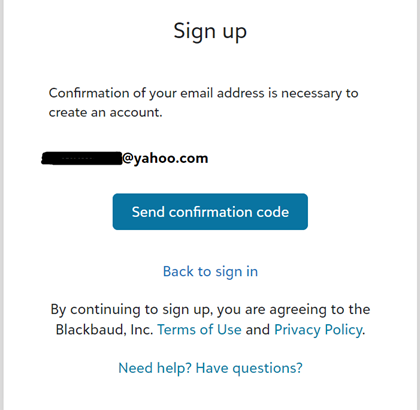 Sign up
Confirmation of your email address is necessary to
create an account.
@yahoo.com
Send confirmation code
Back to sign in
By continuing to sign up, you are agreeing to the
Blackbaud, Inc. Terms of Use and Privacy Policy.
Need help? Have questions?